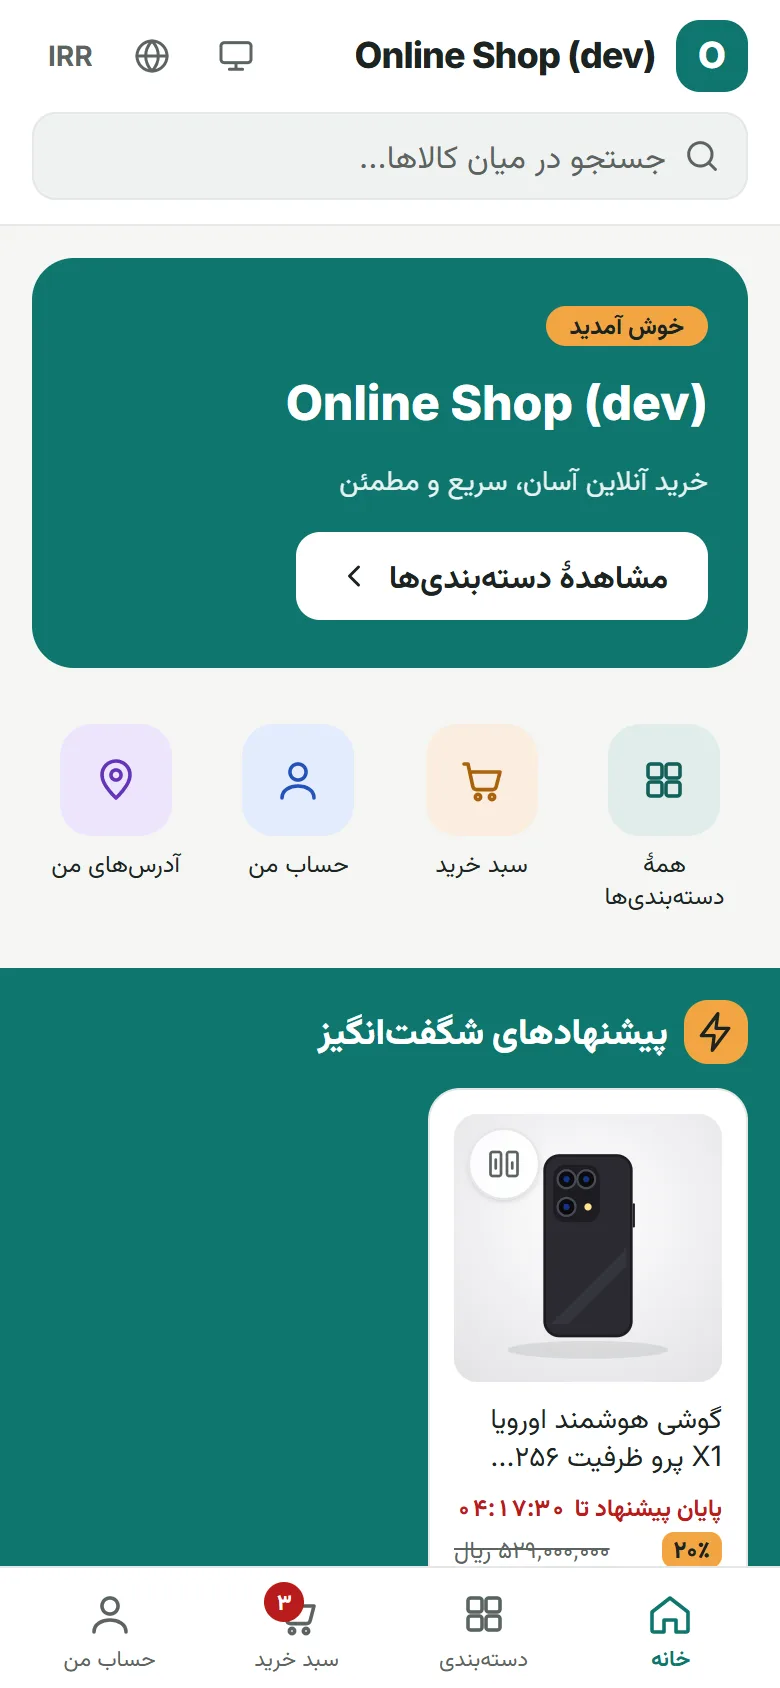 O
Online Shop (dev)
IRR
جستجو در میان کالاها...
خوش آمدید
Online Shop (dev)
خرید آنلاین آسان، سریع و مطمئن
مشاهدهٔ دسته‌بندی‌ها
همهٔ
دسته‌بندی‌ها
سبد خرید
حساب من
آدرس‌های من
پیشنهادهای شگفت‌انگیز
گوشی هوشمند اورویا
X1 پرو ظرفیت ۲۵۶...
پایان پیشنهاد تا ۰۴:۱۷:۳۰
۲۰٪
۵۲۹,۰۰۰,۰۰۰ ریال
خانه
دسته‌بندی
۳
سبد خرید
حساب من